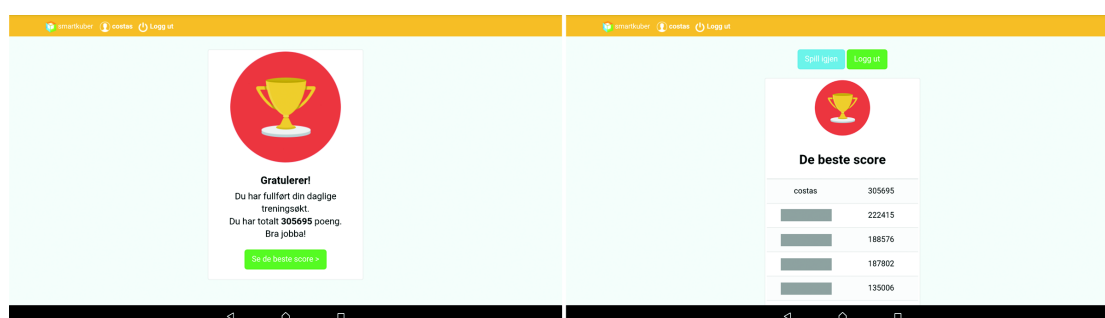 smartkuber costas Logg ut
Gratulerer!
Du har fullført din daglige
treningsøkt.
Du har totalt 305695 poeng.
Bra jobba!
Se de beste score >
smartkuber costas Logg ut
Spill igjen Logg ut
De beste score
costas 305695
222415
188576
187802
135006